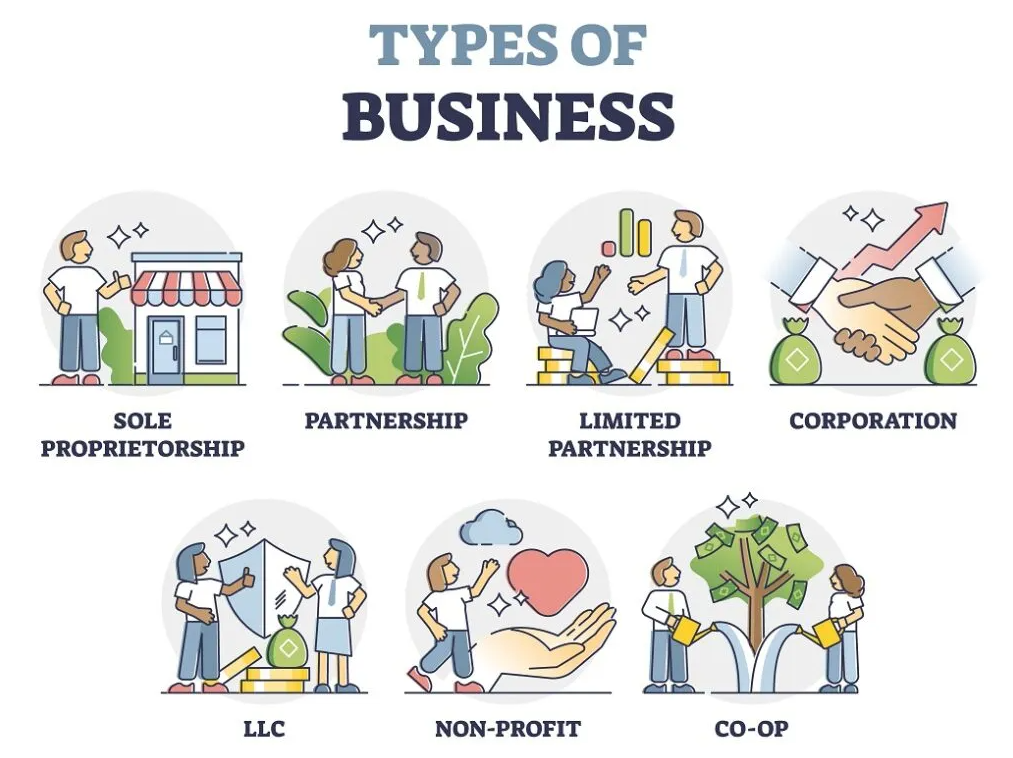 TYPES OF
BUSINESS
SOLE
PROPRIETORSHIP
PARTNERSHIP
LIMITED
PARTNERSHIP
CORPORATION
LLC
NON-PROFIT
CO-OP